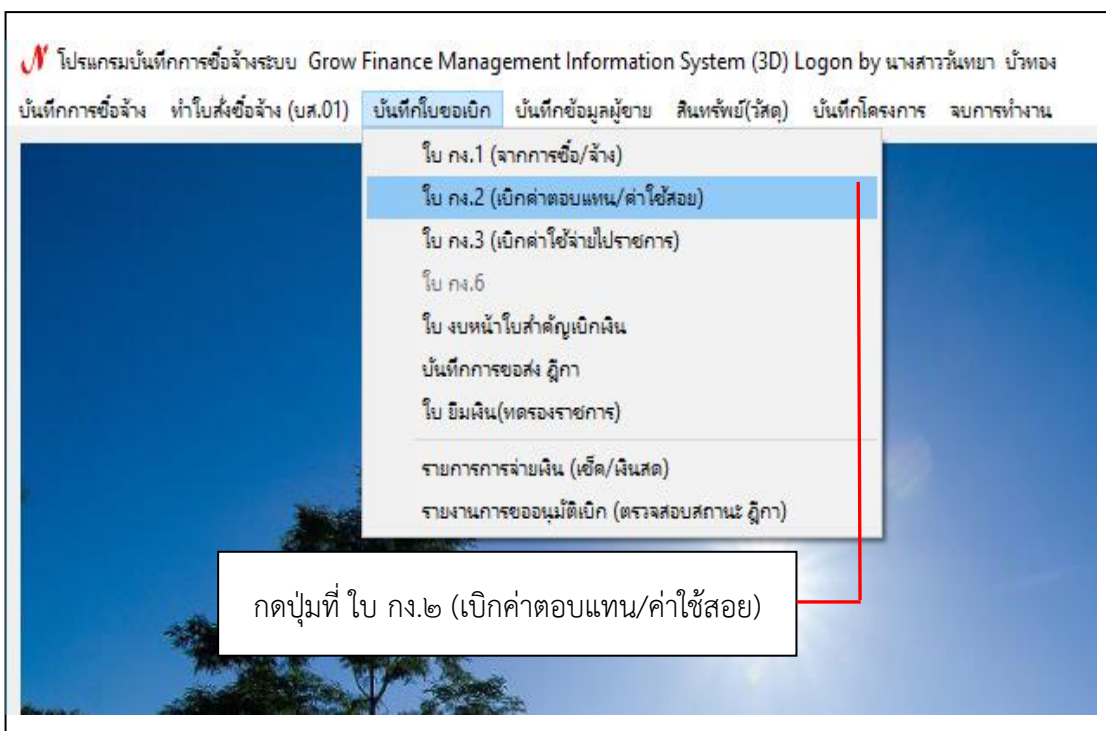 โปรแกรมบันทึกการซื้อจ้างระบบ Grow Finance Management Information System (3D) Logon by นางสาววันทยา บัวทอง
บันทึกการซื้อจ้าง ทำใบสั่งซื้อจ้าง (บส.01) บันทึกใบขอเบิก บันทึกข้อมูลผู้ขาย สินทรัพย์(วัสดุ) บันทึกโครงการ จบการทำงาน
ใบ กง.1 (จากการซื้อ/จ้าง)
ใบ กง.2 (เบิกค่าตอบแทน/ค่าใช้สอย)
ใบ กง.3 (เบิกค่าใช้จ่ายไปราชการ)
ใบ กง.6
ใบ งบหน้าใบสำคัญเบิกเงิน
บันทึกการขอส่ง ฎีกา
ใบ ยืมเงิน(ทดรองราชการ)
รายการการจ่ายเงิน (เช็ค/เงินสด)
รายงานการขออนุมัติเบิก (ตรวจสอบสถานะ ฎีกา)
กดปุ่มที่ ใบ กง.๒ (เบิกค่าตอบแทน/ค่าใช้สอย)